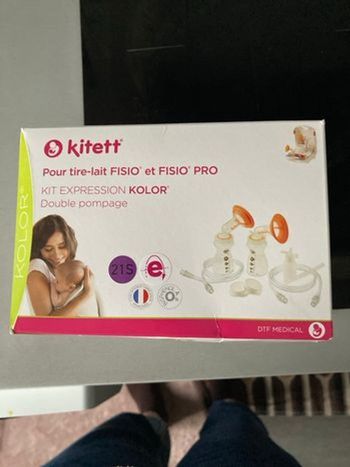 kitett®
Pour tire-lait FISIO® et FISIO® PRO
KIT EXPRESSION KOLOR®
Double pompage
KOLOR®
21S
e
DTF MEDICAL